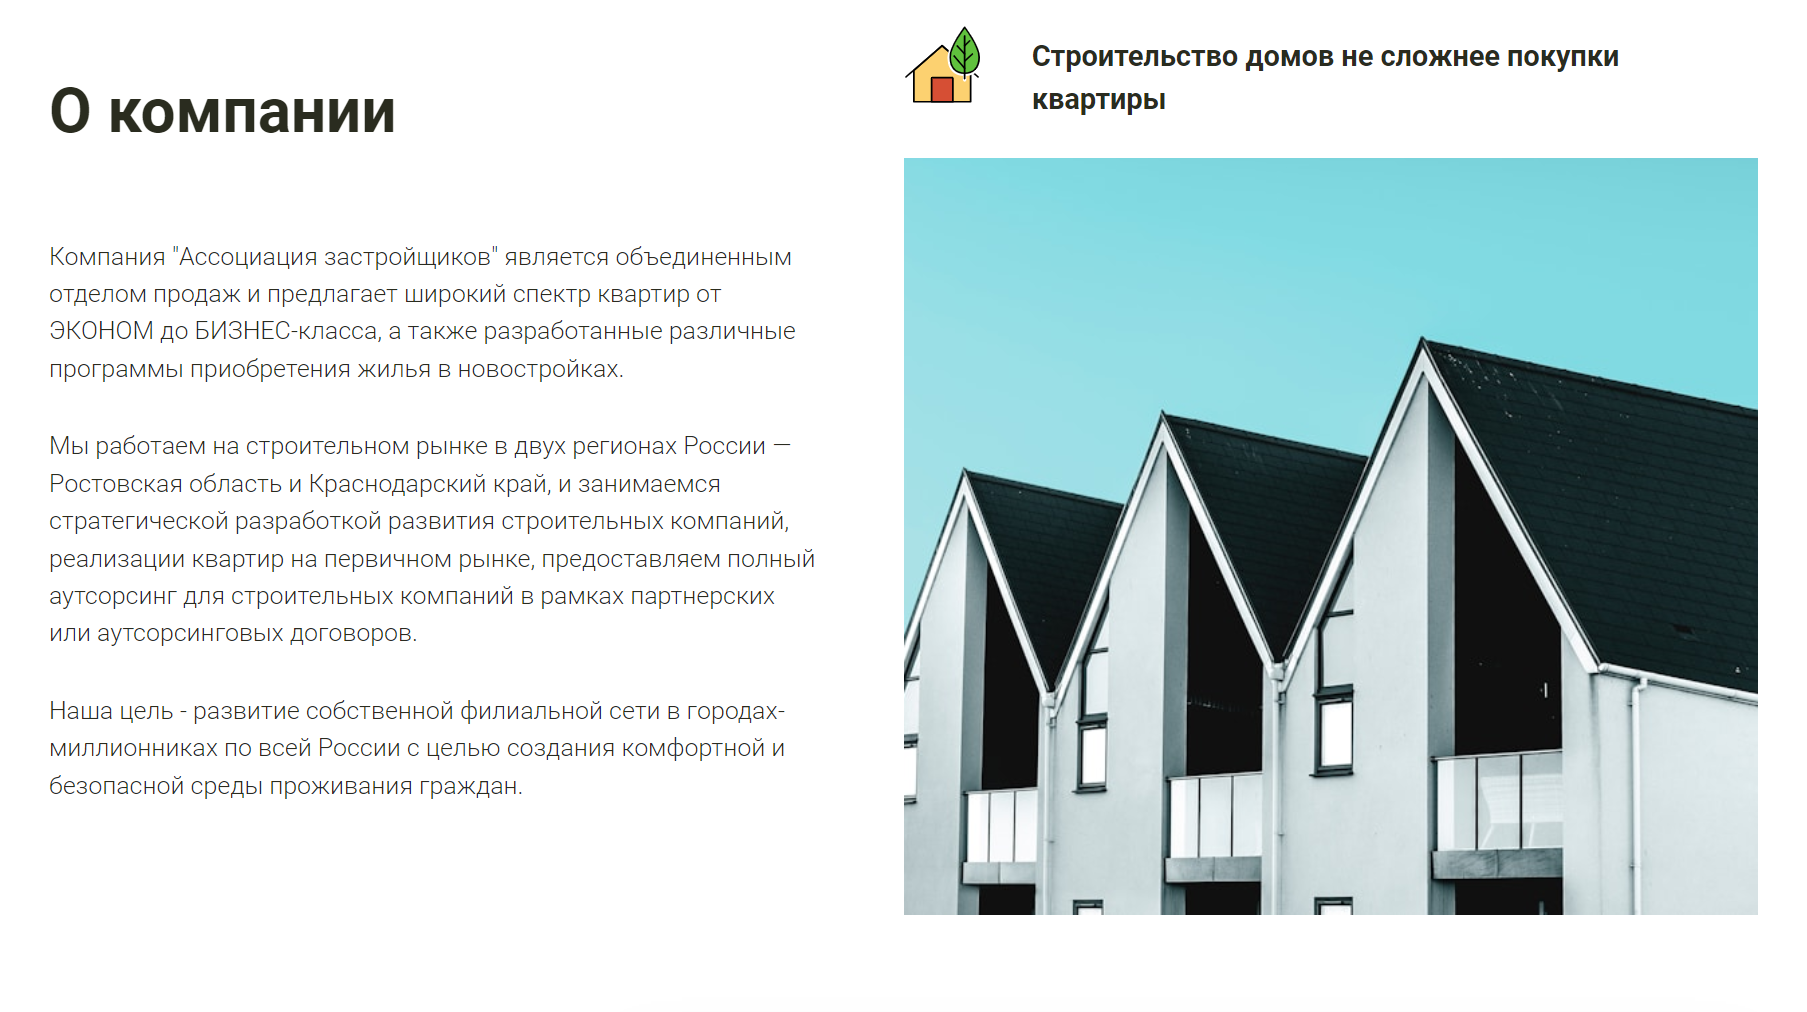 О компании
Компания "Ассоциация застройщиков" является объединенным
отделом продаж и предлагает широкий спектр квартир от
ЭКОНОМ до БИЗНЕС-класса, а также разработанные различные
программы приобретения жилья в новостройках.
Мы работаем на строительном рынке в двух регионах России —
Ростовская область и Краснодарский край, и занимаемся
стратегической разработкой развития строительных компаний,
реализации квартир на первичном рынке, предоставляем полный
аутсорсинг для строительных компаний в рамках партнерских
или аутсорсинговых договоров.
Наша цель - развитие собственной филиальной сети в городах-
миллионниках по всей России с целью создания комфортной и
безопасной среды проживания граждан.
Строительство домов не сложнее покупки
квартиры